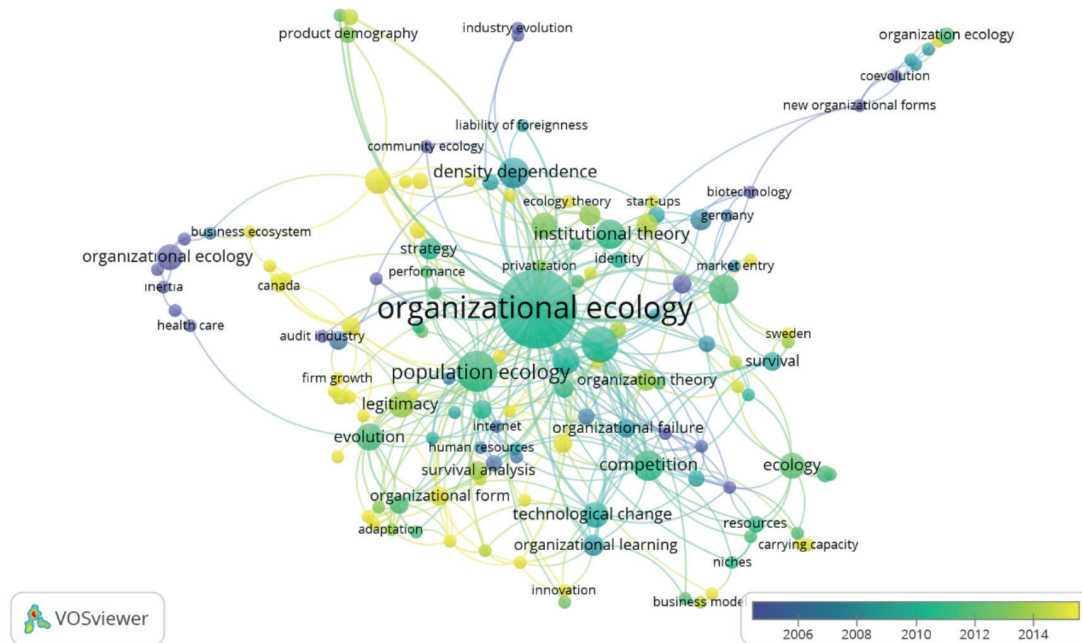 product demography
industry evolution
organization ecology
coevolution
new organizational forms
liability of foreignness
community ecology
density dependence
biotechnology
ecology theory
start-ups
germany
business ecosystem
institutional theory
organizational ecology
strategy
identity
privatization
market entry
performance
inertia
canada
organizational ecology
health care
audit industry
sweden
survival
population ecology
firm growth
organization theory
legitimacy
internet
organizational failure
evolution
human resources
survival analysis
competition
ecology
organizational form
technological change
resources
adaptation
organizational learning
carrying capacity
niches
innovation
business model
VOSviewer
2006 2008 2010 2012 2014